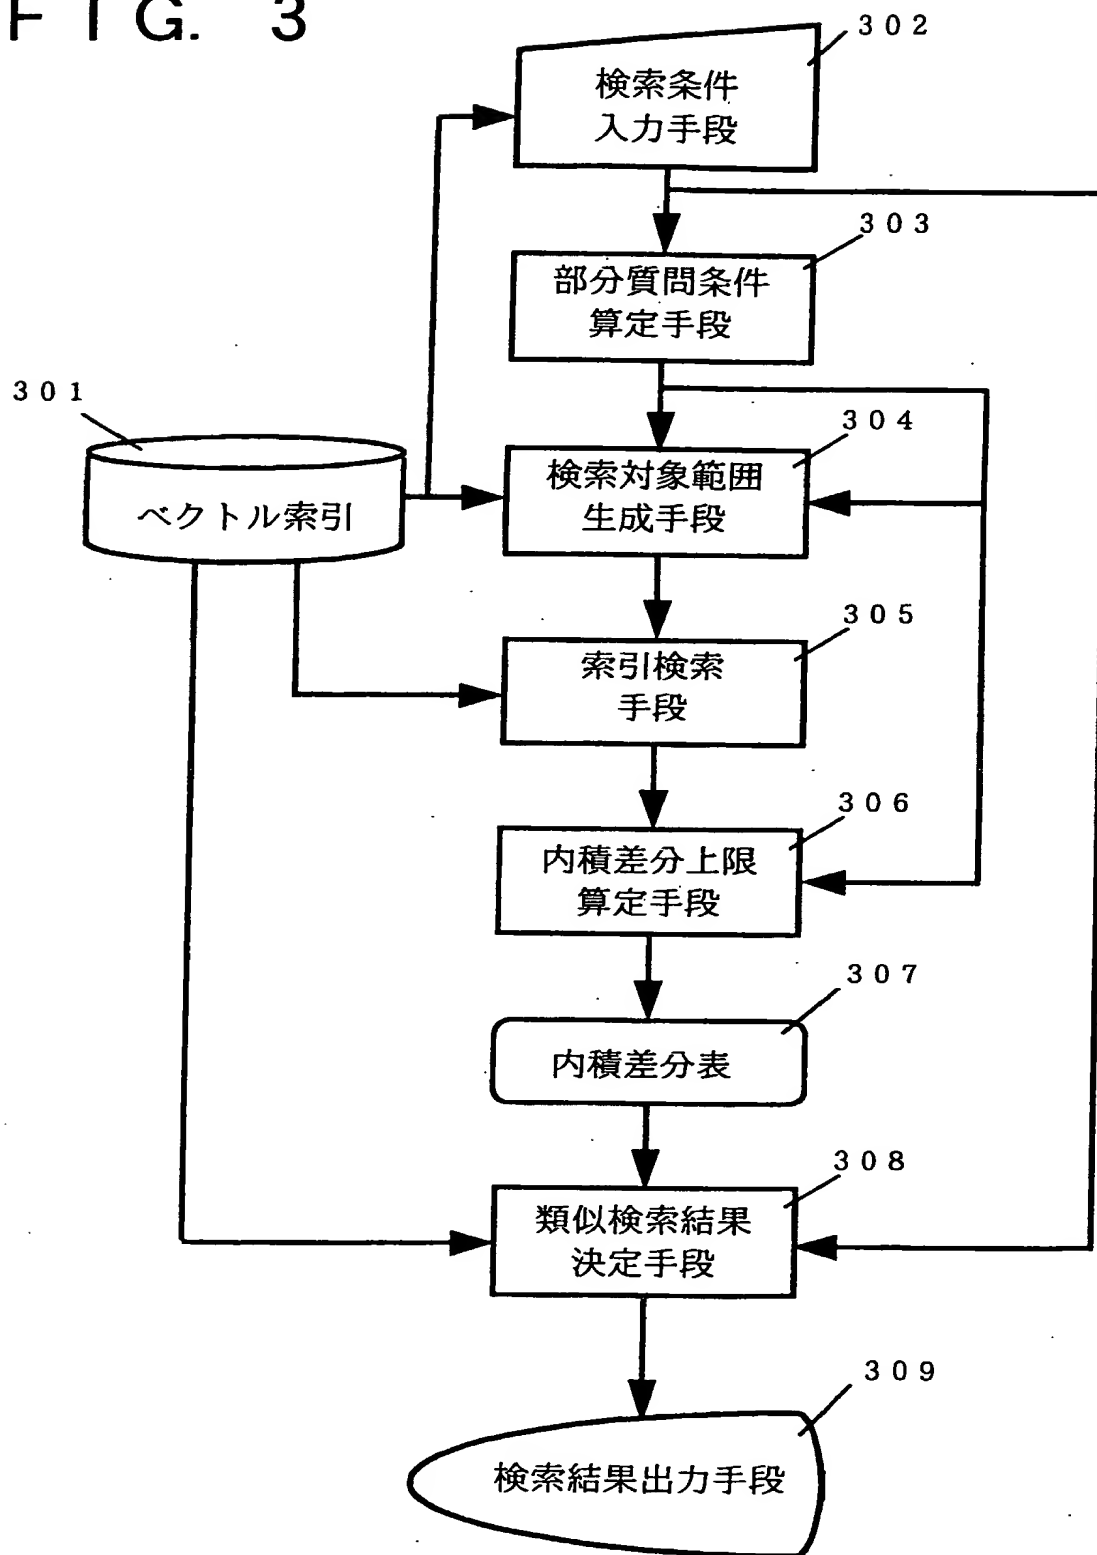 FIG. 3
302
検索条件
入力手段
303
部分質問条件
算定手段
301
ベクトル索引
304
検索対象範囲
生成手段
305
索引検索
手段
306
内積差分上限
算定手段
307
内積差分表
308
類似検索結果
決定手段
309
検索結果出力手段